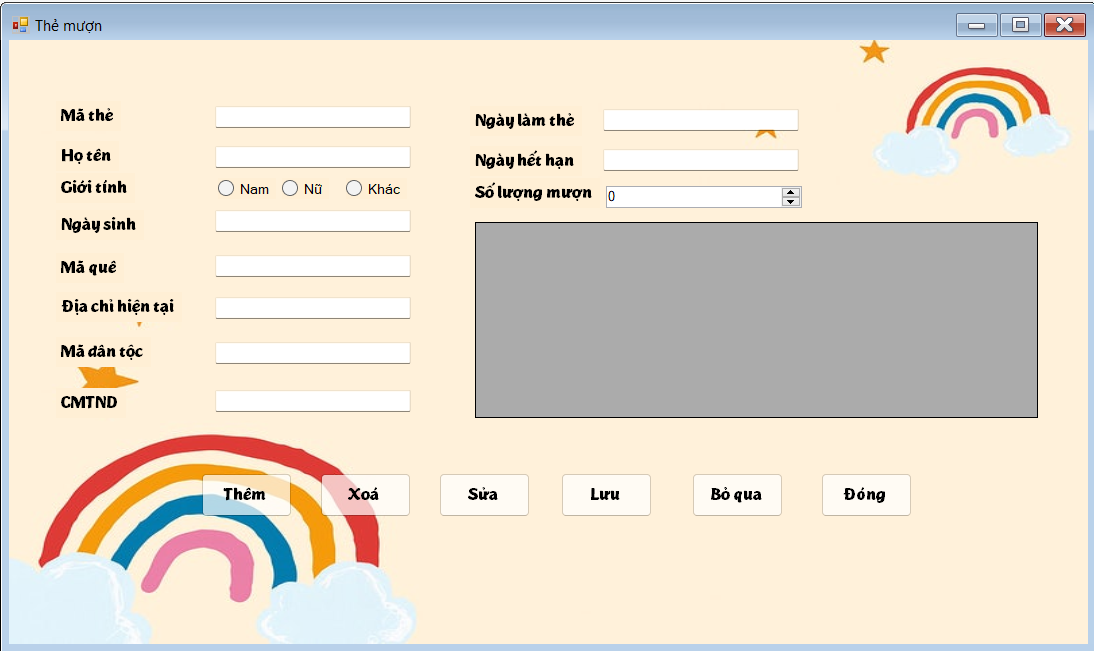 Thẻ mượn
Mã thẻ
Họ tên
Giới tính
Nam
Nữ
Khác
Ngày sinh
Mã quê
Địa chỉ hiện tại
Mã dân tộc
CMTND
Ngày làm thẻ
Ngày hết hạn
Số lượng mượn
0
Thêm
Xoá
Sửa
Lưu
Bỏ qua
Đóng